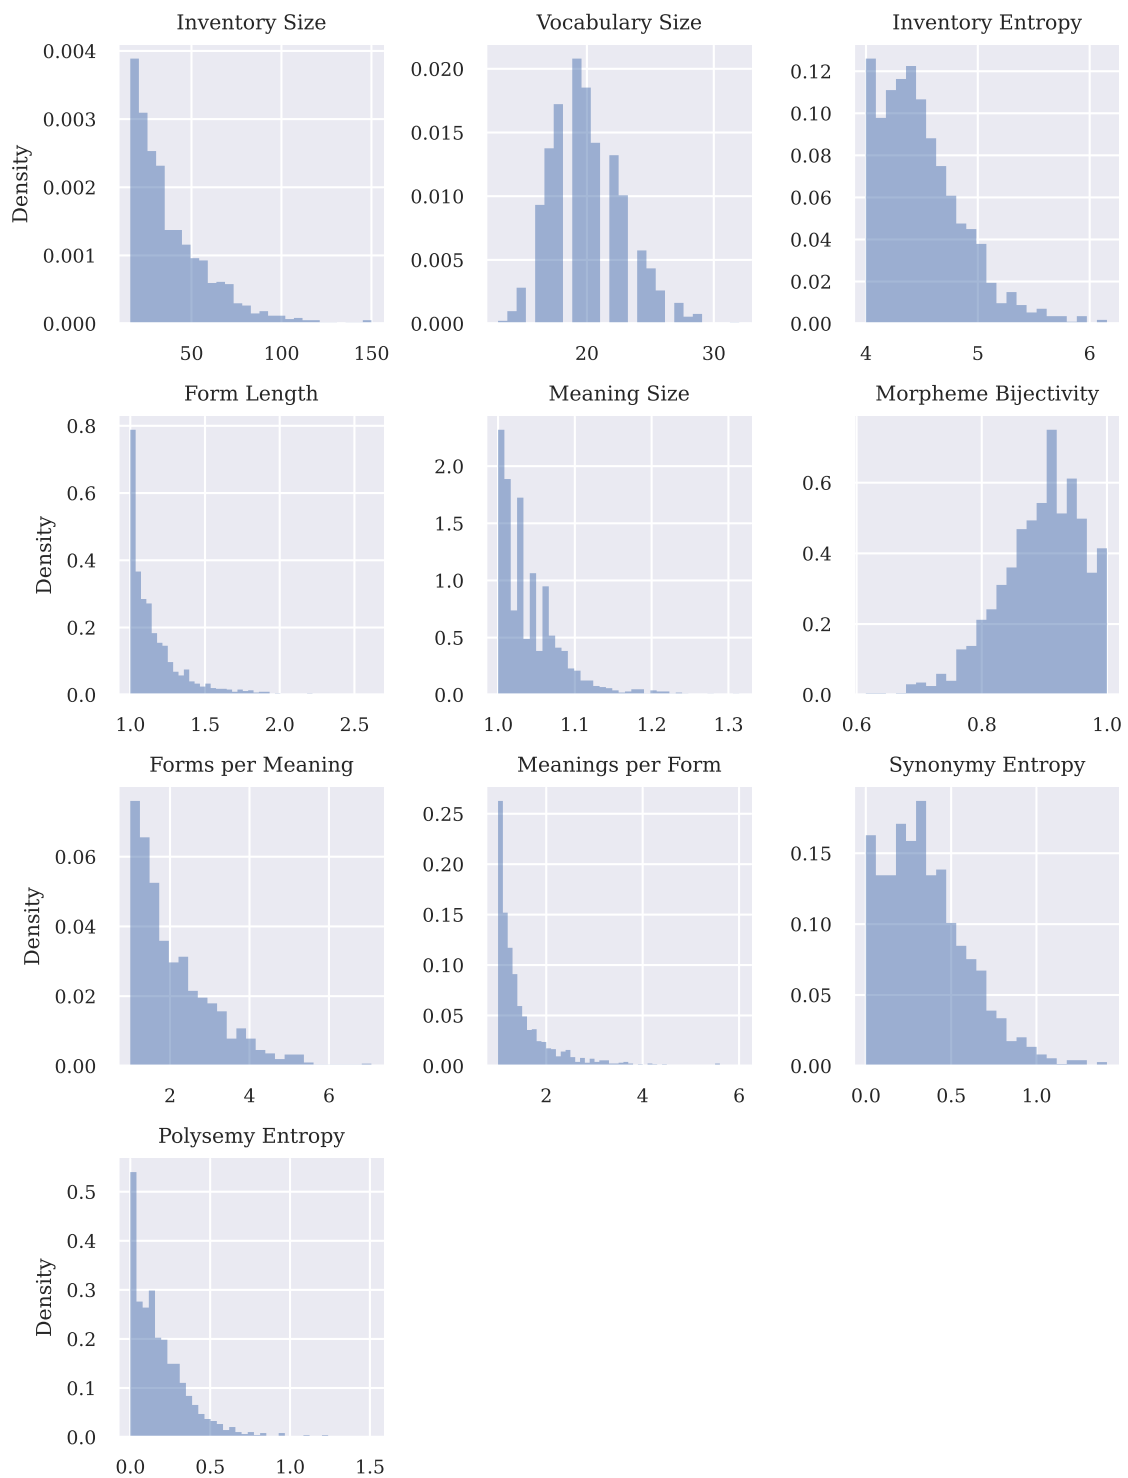 Inventory Size
Vocabulary Size
Inventory Entropy
Density
0.004
0.003
0.002
0.001
0.000
50 100 150
0.020
0.015
0.010
0.005
0.000
20 30
0.12
0.10
0.08
0.06
0.04
0.02
0.00
4 5 6
Form Length
Meaning Size
Morpheme Bijectivity
Density
0.8
0.6
0.4
0.2
0.0
1.0 1.5 2.0 2.5
2.0
1.5
1.0
0.5
0.0
1.0 1.1 1.2 1.3
0.6
0.4
0.2
0.0
0.6 0.8 1.0
Forms per Meaning
Meanings per Form
Synonymy Entropy
Density
0.06
0.04
0.02
0.00
2 4 6
0.25
0.20
0.15
0.10
0.05
0.00
2 4 6
0.15
0.10
0.05
0.00
0.0 0.5 1.0
Polysemy Entropy
Density
0.5
0.4
0.3
0.2
0.1
0.0
0.0 0.5 1.0 1.5